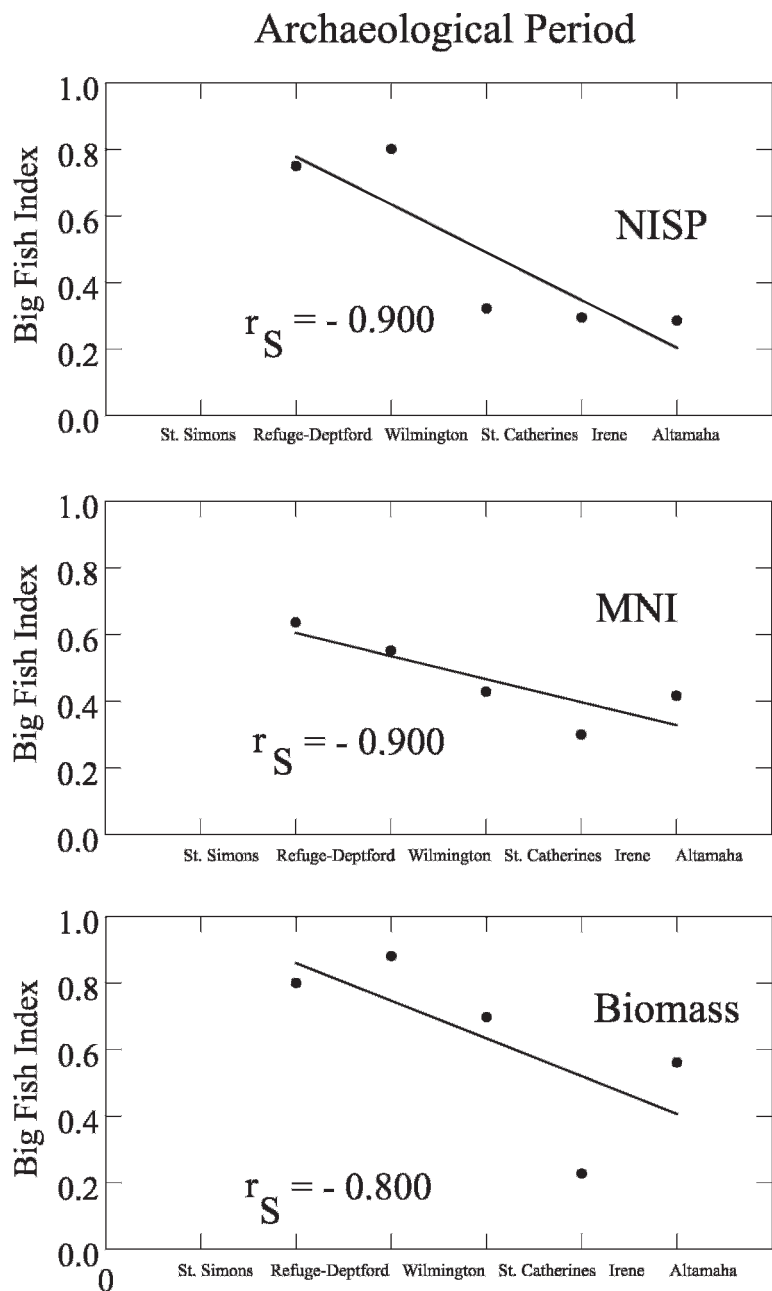 Archaeological Period
1.0
0.8
0.6
0.4
0.2
0.0
Big Fish Index
NISP
r S = - 0.900
St. Simons Refuge-Deptford Wilmington St. Catherines Irene Altamaha
1.0
0.8
0.6
0.4
0.2
0.0
Big Fish Index
MNI
r S = - 0.900
St. Simons Refuge-Deptford Wilmington St. Catherines Irene Altamaha
1.0
0.8
0.6
0.4
0.2
0.0
Big Fish Index
Biomass
r S = - 0.800
0
St. Simons Refuge-Deptford Wilmington St. Catherines Irene Altamaha